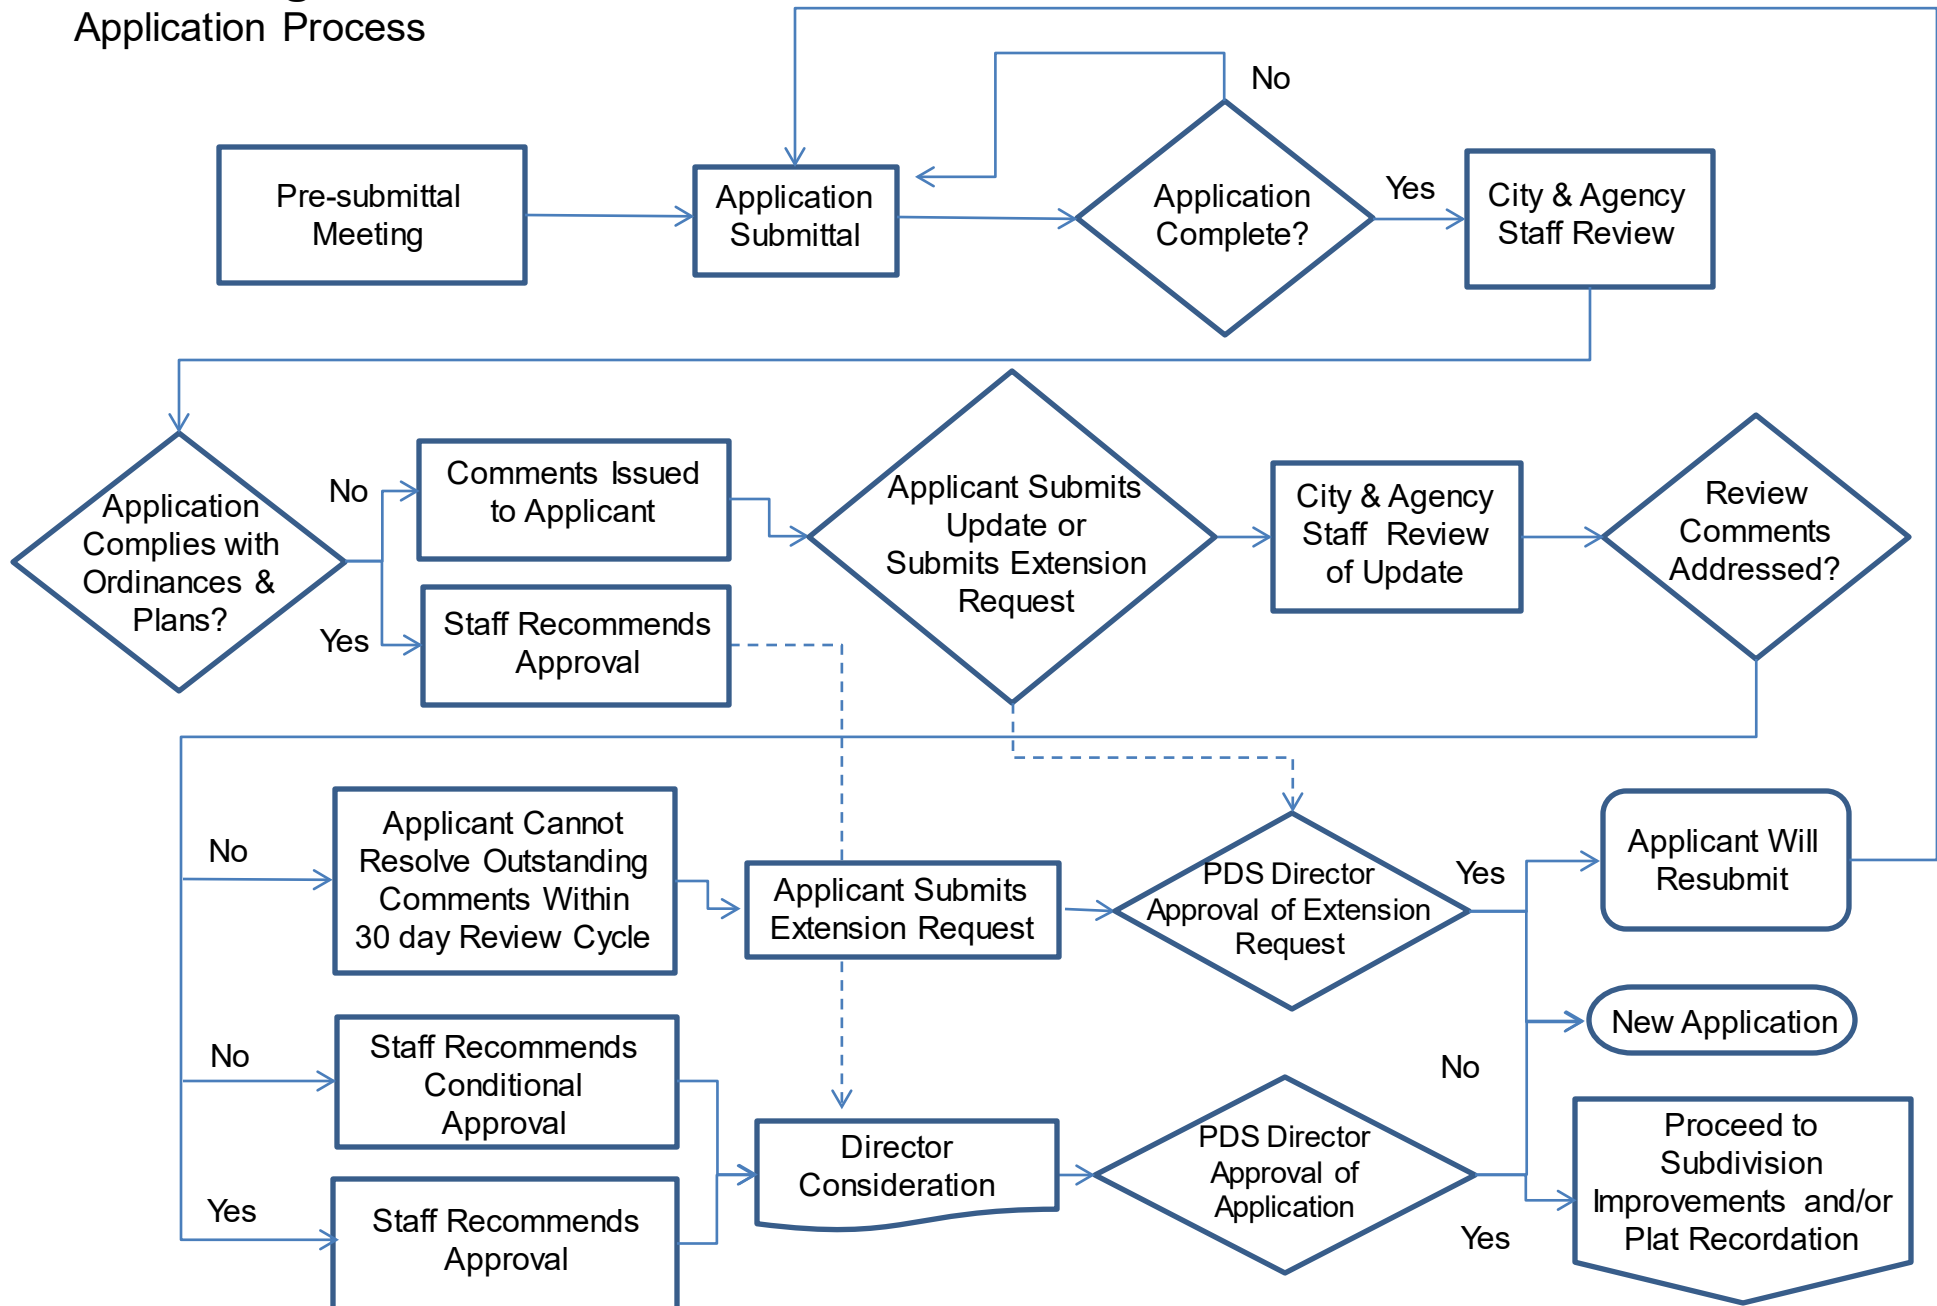 Application Process
No
Pre-submittal
Meeting
Application
Submittal
Application
Complete?
Yes
City & Agency
Staff Review
Application
Complies with
Ordinances &
Plans?
No
Comments Issued
to Applicant
Yes
Staff Recommends
Approval
Applicant Submits
Update or
Submits Extension
Request
City & Agency
Staff Review
of Update
Review
Comments
Addressed?
No
Applicant Cannot
Resolve Outstanding
Comments Within
30 day Review Cycle
Applicant Submits
Extension Request
PDS Director
Approval of Extension
Request
Yes
Applicant Will
Resubmit
New Application
No
No
Staff Recommends
Conditional
Approval
Yes
Staff Recommends
Approval
Director
Consideration
PDS Director
Approval of
Application
Yes
Proceed to
Subdivision
Improvements and/or
Plat Recordation